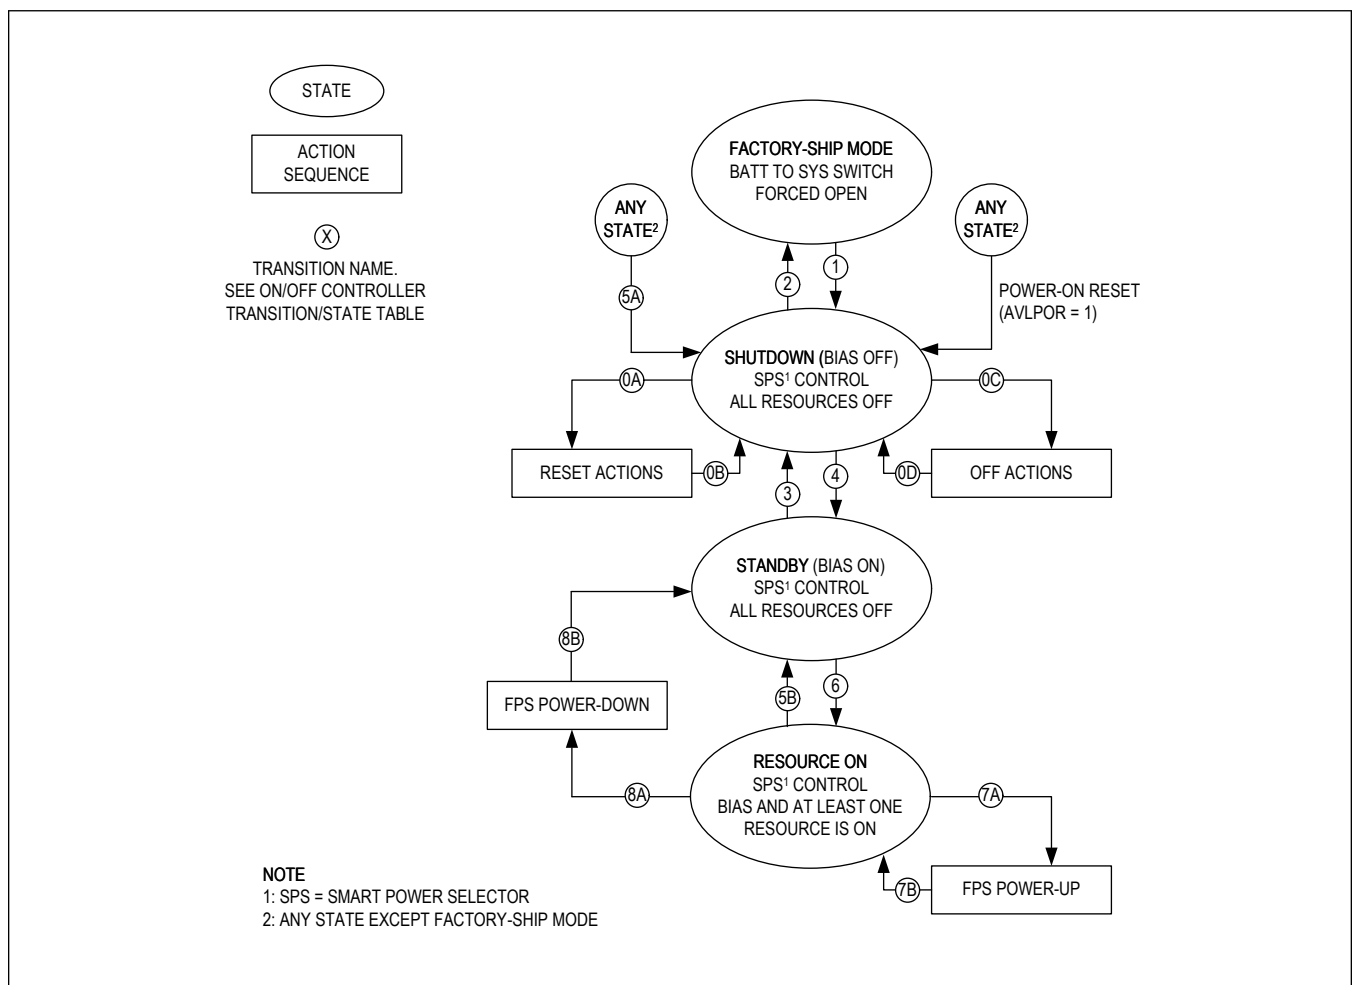 STATE
ACTION
SEQUENCE
X
TRANSITION NAME.
SEE ON/OFF CONTROLLER
TRANSITION/STATE TABLE
FACTORY-SHIP MODE
BATT TO SYS SWITCH
FORCED OPEN
ANY
STATE²
ANY
STATE²
5A
2
1
POWER-ON RESET
(AVLPOR = 1)
SHUTDOWN (BIAS OFF)
SPS¹ CONTROL
ALL RESOURCES OFF
0A
0C
RESET ACTIONS
0B
0D
OFF ACTIONS
3
4
STANDBY (BIAS ON)
SPS¹ CONTROL
ALL RESOURCES OFF
8B
FPS POWER-DOWN
5B
6
RESOURCE ON
SPS¹ CONTROL
BIAS AND AT LEAST ONE
RESOURCE IS ON
8A
7A
7B
FPS POWER-UP
NOTE
1: SPS = SMART POWER SELECTOR
2: ANY STATE EXCEPT FACTORY-SHIP MODE